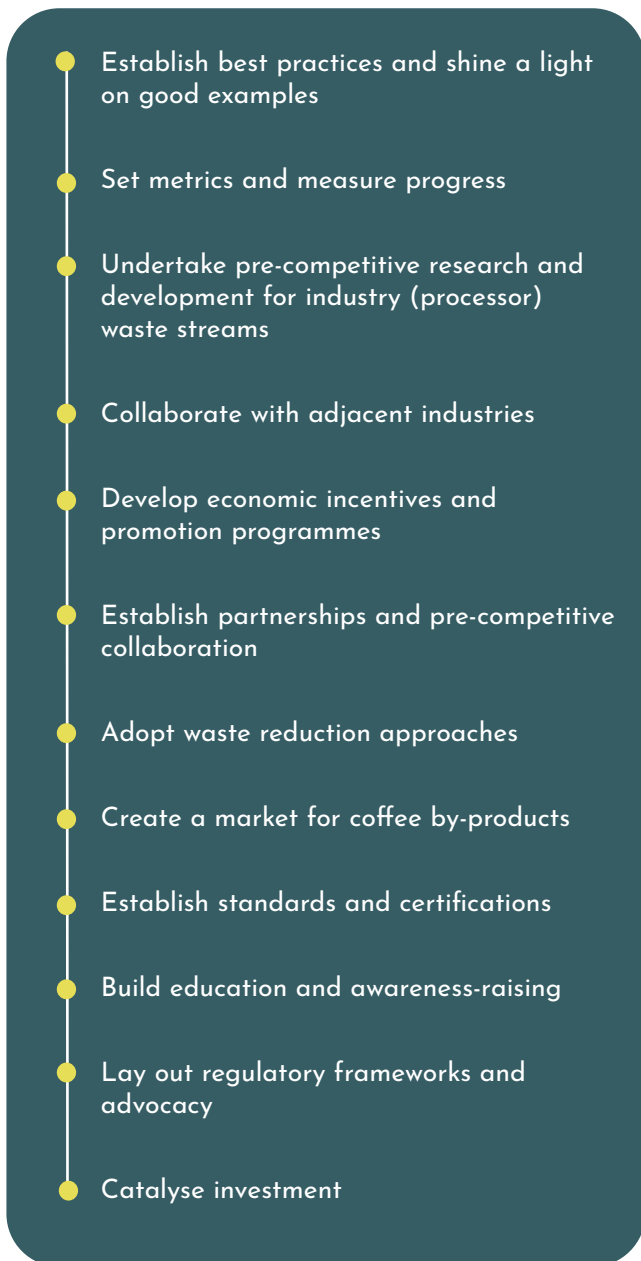 Establish best practices and shine a light
on good examples
Set metrics and measure progress
Undertake pre-competitive research and
development for industry (processor)
waste streams
Collaborate with adjacent industries
Develop economic incentives and
promotion programmes
Establish partnerships and pre-competitive
collaboration
Adopt waste reduction approaches
Create a market for coffee by-products
Establish standards and certifications
Build education and awareness-raising
Lay out regulatory frameworks and
advocacy
Catalyse investment